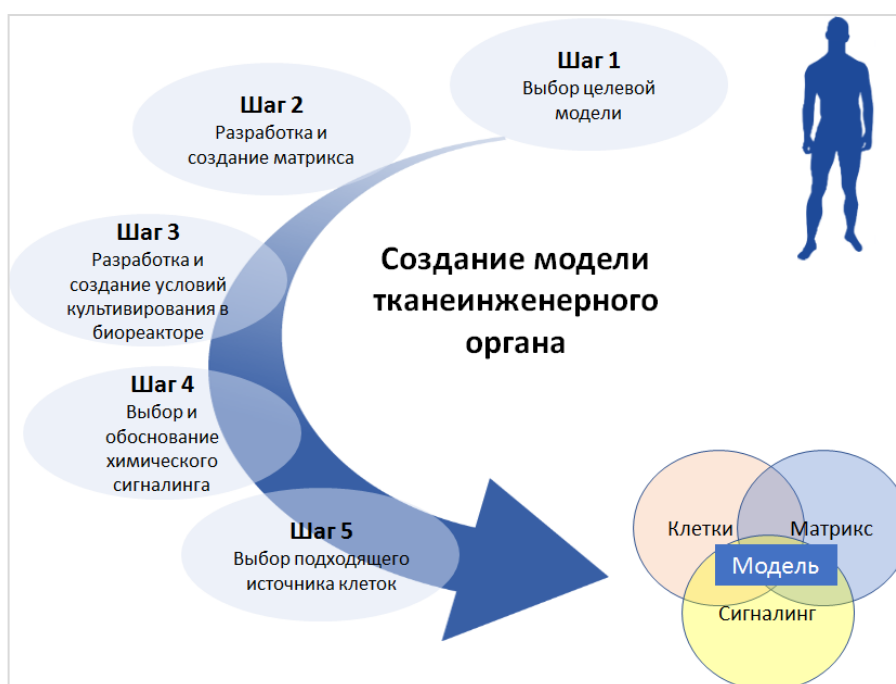 Шаг 1
Выбор целевой
модели
Шаг 2
Разработка и
создание матрикса
Шаг 3
Разработка и
создание условий
культивирования в
биореакторе
Шаг 4
Выбор и
обоснование
химического
сигналинга
Шаг 5
Выбор подходящего
источника клеток
Создание модели
тканеинженерного
органа
Клетки
Матрикс
Модель
Сигналинг